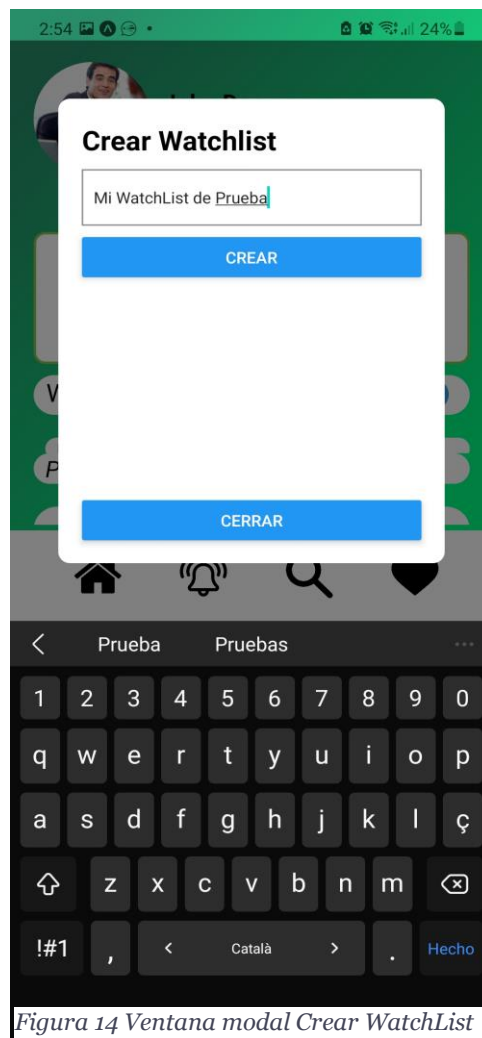 2:54 24%
Crear Watchlist
Mi WatchList de Prueba
CREAR
W
P
CERRAR
Prueba Pruebas
1 2 3 4 5 6 7 8 9 0
q w e r t y u i o p
a s d f g h j k l ç
z x c v b n m
!#1 , < Català > . Hecho
Figura 14 Ventana modal Crear WatchList